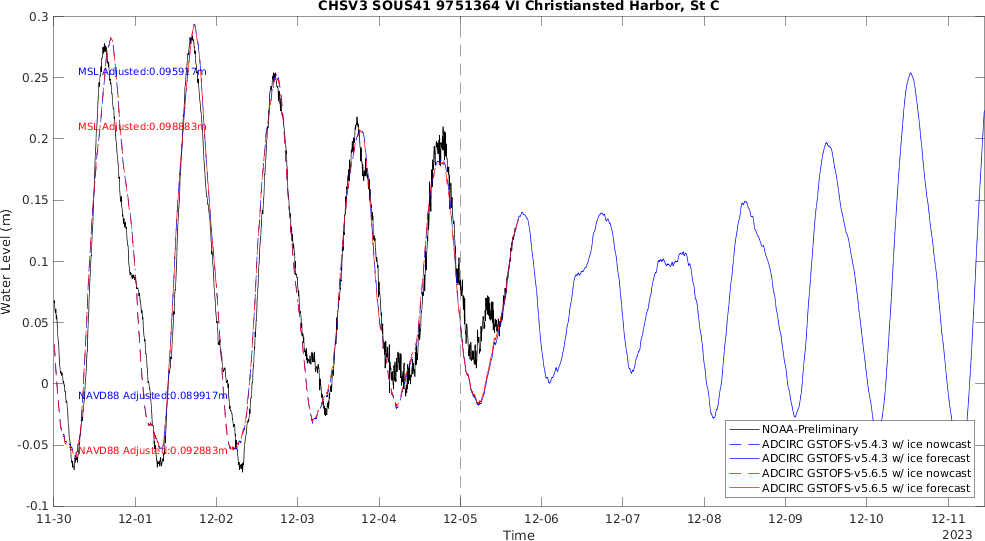 CHSV3 SOUS41 9751364 VI Christiansted Harbor, St C
0.3
0.25
0.2
0.15
0.1
0.05
0
-0.05
-0.1
Water Level (m)
MSL Adjusted:0.095917m
MSL Adjusted:0.098883m
NAVD88 Adjusted:0.089917m
NAVD88 Adjusted:0.092883m
NOAA-Preliminary
ADCIRC GSTOFS-v5.4.3 w/ ice nowcast
ADCIRC GSTOFS-v5.4.3 w/ ice forecast
ADCIRC GSTOFS-v5.6.5 w/ ice nowcast
ADCIRC GSTOFS-v5.6.5 w/ ice forecast
11-30 12-01 12-02 12-03 12-04 12-05 12-06 12-07 12-08 12-09 12-10 12-11
Time
2023